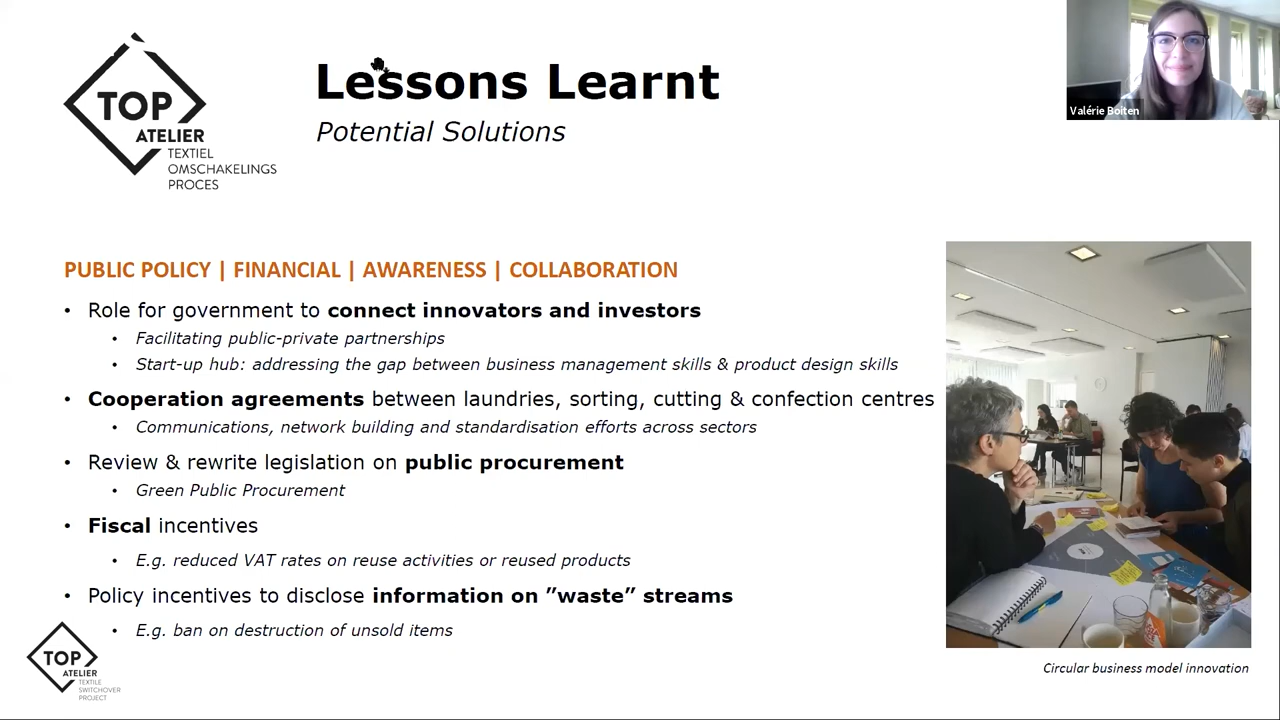 TOP
ATELIER
TEXTIEL
OMSCHAKELINGS
PROCES
Lessons Learnt
Potential Solutions
Valérie Boiten
PUBLIC POLICY | FINANCIAL | AWARENESS | COLLABORATION
• Role for government to connect innovators and investors
• Facilitating public-private partnerships
• Start-up hub: addressing the gap between business management skills & product design skills
• Cooperation agreements between laundries, sorting, cutting & confection centres
• Communications, network building and standardisation efforts across sectors
• Review & rewrite legislation on public procurement
• Green Public Procurement
• Fiscal incentives
• E.g. reduced VAT rates on reuse activities or reused products
• Policy incentives to disclose information on ”waste” streams
• E.g. ban on destruction of unsold items
TOP
ATELIER
TEXTILE
SWITCHOVER
PROJECT
Circular business model innovation